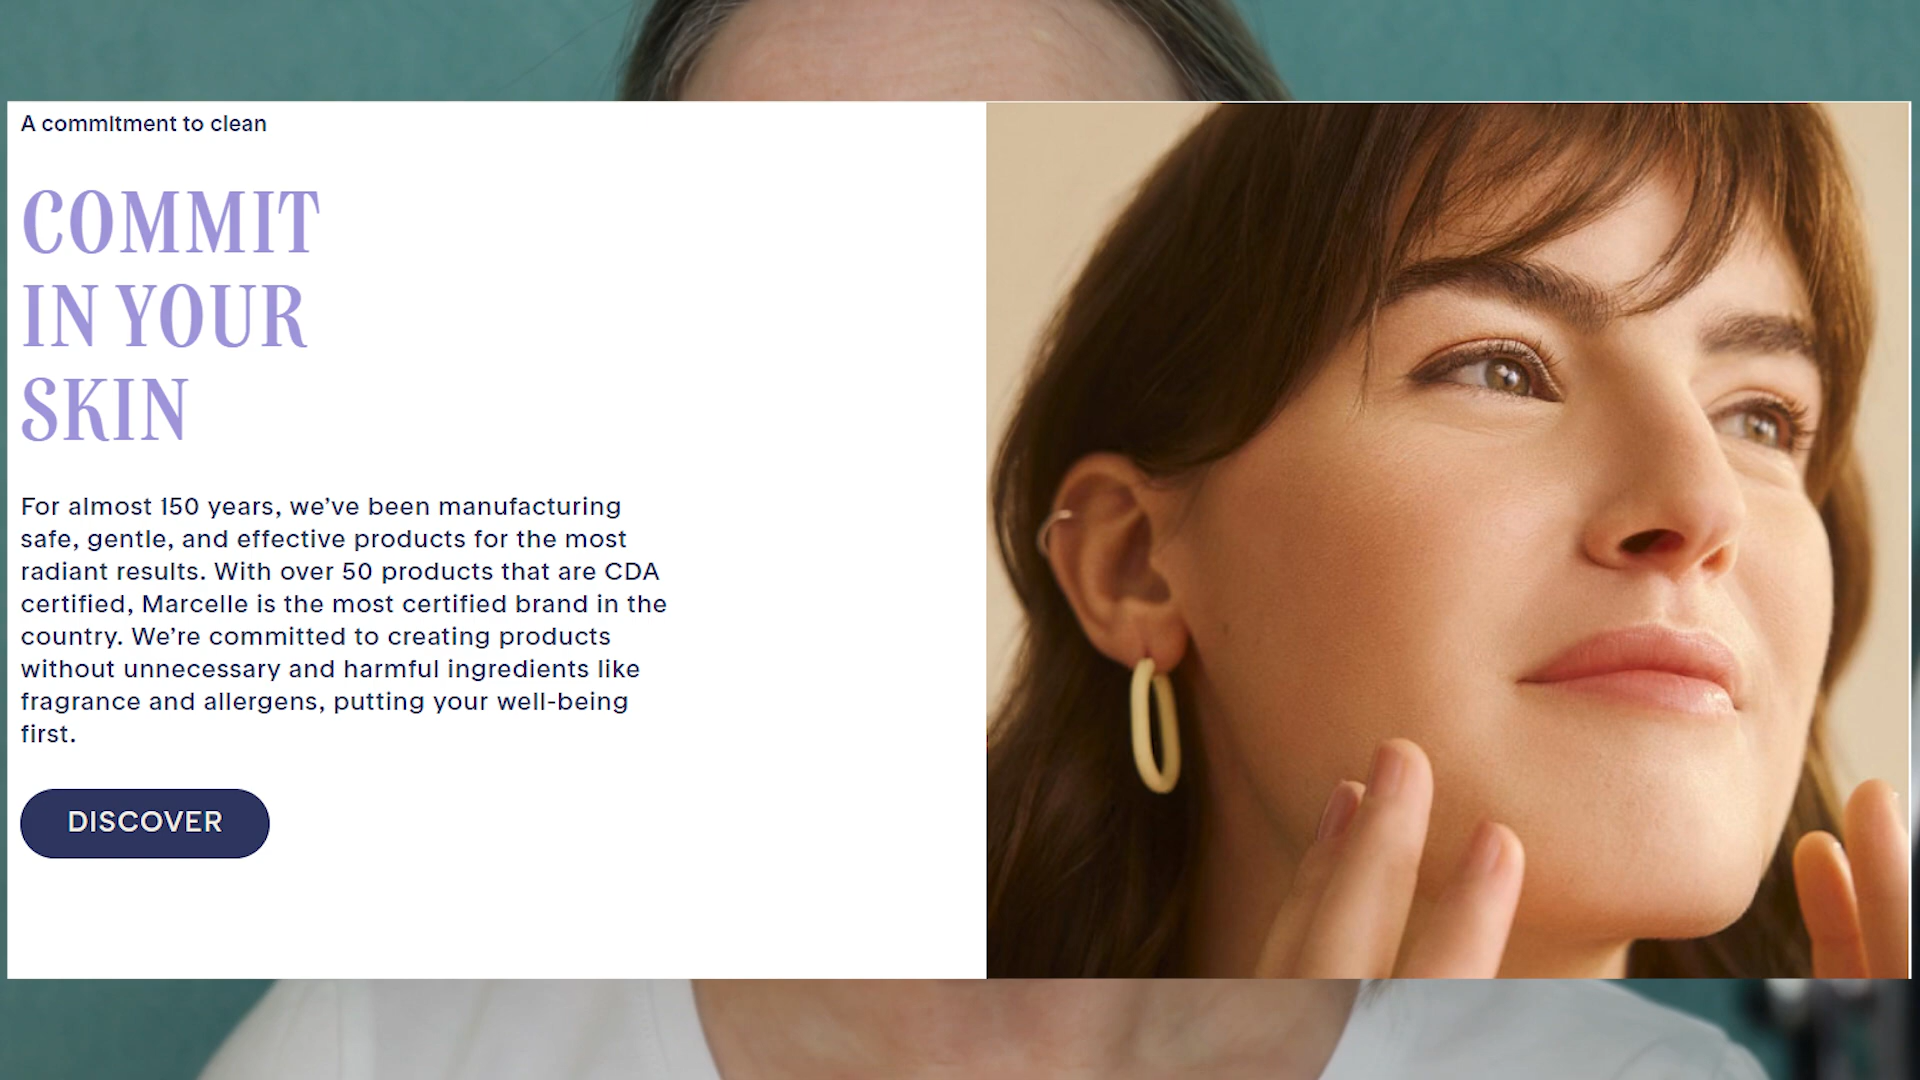 A commitment to clean
COMMIT
IN YOUR
SKIN
For almost 150 years, we’ve been manufacturing
safe, gentle, and effective products for the most
radiant results. With over 50 products that are CDA
certified, Marcelle is the most certified brand in the
country. We’re committed to creating products
without unnecessary and harmful ingredients like
fragrance and allergens, putting your well-being
first.
DISCOVER